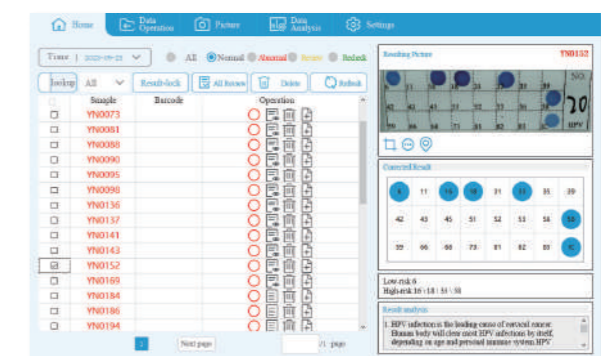 Home
Data Operation
Picture
Data Analysis
Settings
Time
All Normal Abnormal Redark
lookup All Result-lock All Delete Refresh
Smaple Barcode Operation
YN0073
YN0081
YN0088
YN0090
YN0095
YN0098
YN0136
YN0137
YN0141
YN0143
YN0152
YN0169
YN0184
YN0186
YN0194
1 Next page /1 page
Resulting Picture YN0152
NO.
20
HPV
Corrected Result
6 11 16 18 31 33 35 39
42 43 45 51 52 53 56 58
59 66 68 73 81 82 83 IC
Low-risk 6
High-risk 16 \ 18 \ 33 \ 58
Result analysis
1. HPV infection is the leading cause of cervical cancer.
Human body will clear most HPV infections by itself,
depending on age and personal immune system.HPV